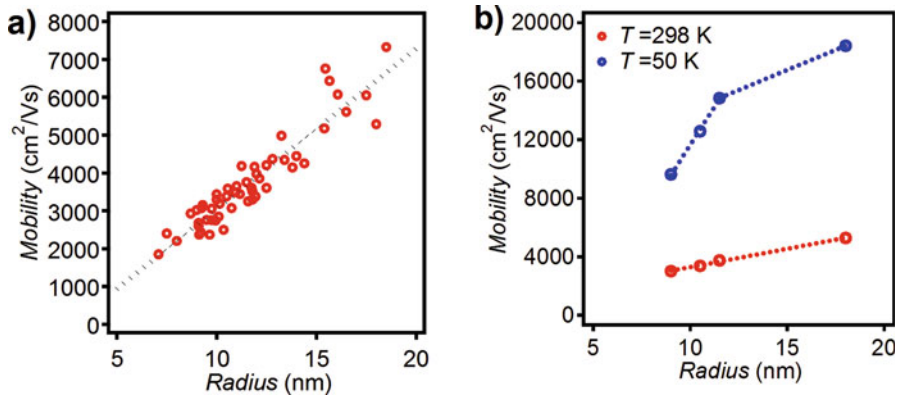 a)
8000
7000
6000
5000
4000
3000
2000
1000
0
Mobility (cm²/Vs)
5 10 15 20
Radius (nm)
b)
20000
16000
12000
8000
4000
0
Mobility (cm²/Vs)
T =298 K
T =50 K
5 10 15 20
Radius (nm)